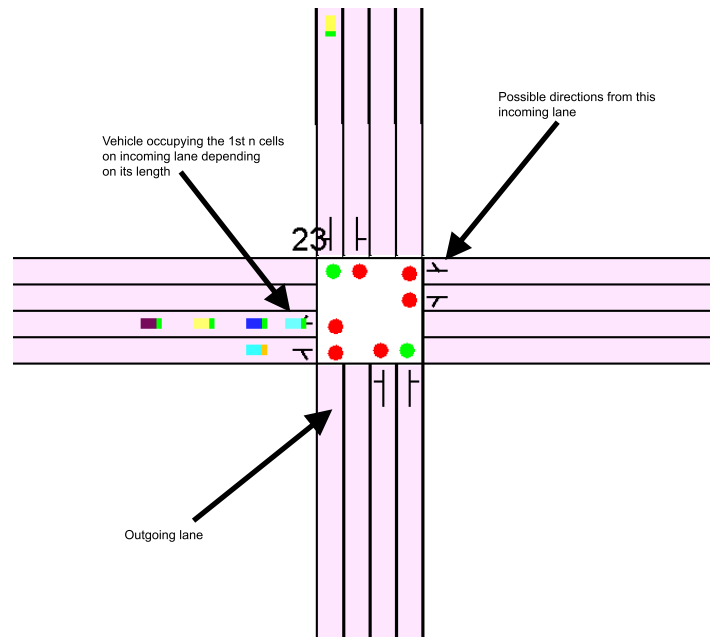 Possible directions from this
incoming lane
Vehicle occupying the 1st n cells
on incoming lane depending
on its length
23
Outgoing lane